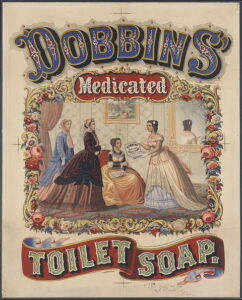 DOBBINS'
Medicated
TOILET SOAP.